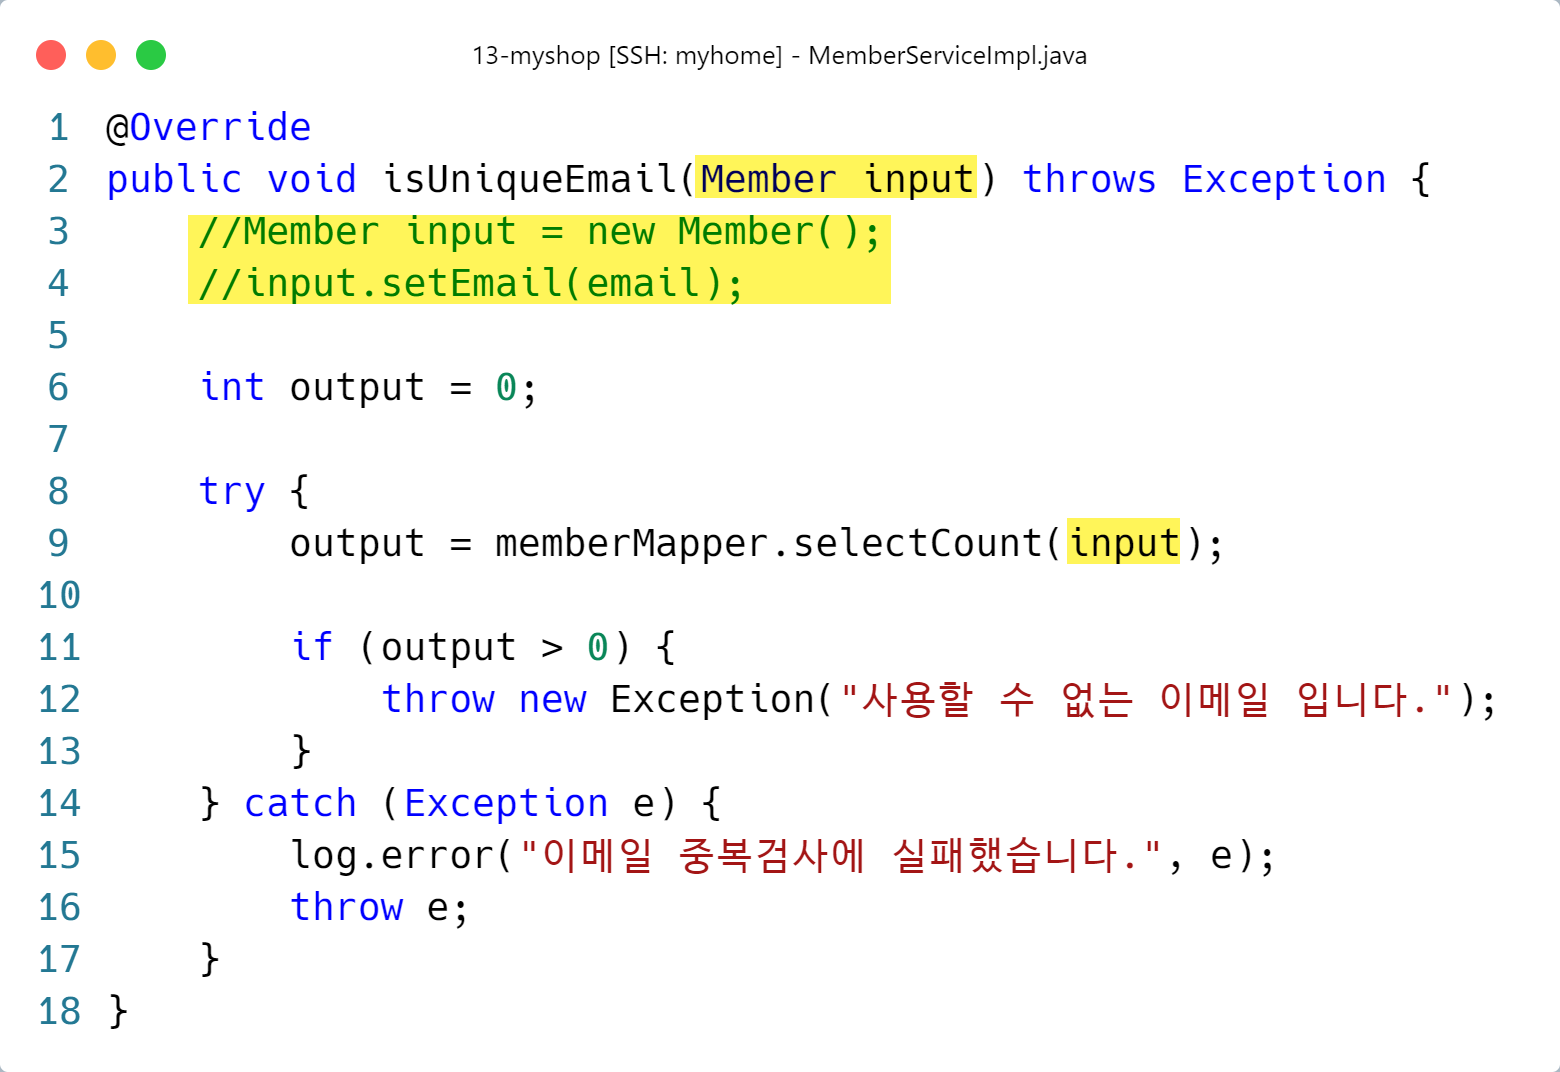 13-myshop [SSH: myhome] - MemberServiceImpl.java
1 @Override
2 public void isUniqueEmail(Member input) throws Exception {
3     //Member input = new Member();
4     //input.setEmail(email);
5
6     int output = 0;
7
8     try {
9         output = memberMapper.selectCount(input);
10
11         if (output > 0) {
12             throw new Exception("사용할 수 없는 이메일 입니다.");
13         }
14     } catch (Exception e) {
15         log.error("이메일 중복검사에 실패했습니다.", e);
16         throw e;
17     }
18 }